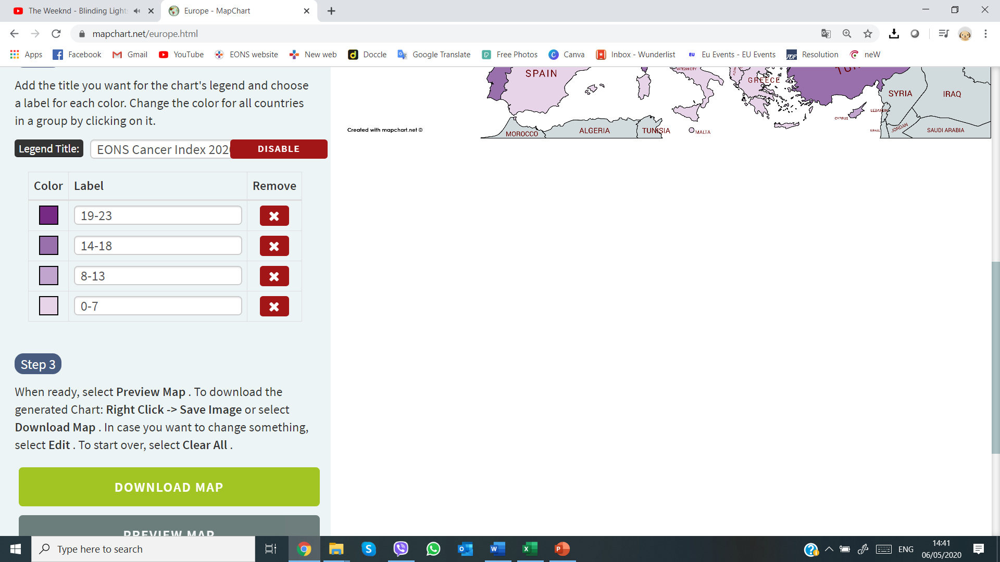 The Weeknd - Blinding Light
Europe - MapChart
mapchart.net/europe.html
Apps
Facebook
Gmail
YouTube
EONS website
New web
Doccle
Google Translate
Free Photos
Canva
Inbox - Wunderlist
EU
Eu Events - EU Events
PDF
Resolution
neW
Add the title you want for the chart's legend and choose
a label for each color. Change the color for all countries
in a group by clicking on it.
Legend Title:
EONS Cancer Index 202
DISABLE
Color
Label
Remove
19-23
14-18
8-13
0-7
Step 3
When ready, select Preview Map . To download the
generated Chart: Right Click -> Save Image or select
Download Map . In case you want to change something,
select Edit . To start over, select Clear All .
DOWNLOAD MAP
PREVIEW MAP
SPAIN
VATICAN CITY
GREECE
SYRIA
IRAQ
LEBANON
CYPRUS
Created with mapchart.net ©
MOROCCO
ALGERIA
TUNISIA
MALTA
ISRAEL
JORDAN
SAUDI ARABIA
Type here to search
ENG
14:41
06/05/2020